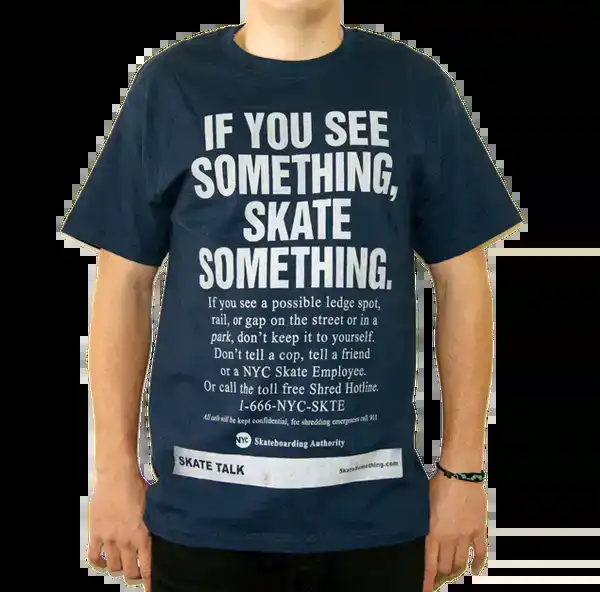 IF YOU SEE
SOMETHING,
SKATE
SOMETHING.
If you see a possible ledge spot,
rail, or gap on the street or in a
park, don't keep it to yourself.
Don't tell a cop, tell a friend
or a NYC Skate Employee.
Or call the toll free Shred Hotline.
1-666-NYC-SKTE
All calls will be kept confidential, for shredding emergencies call 911
NYC Skateboarding Authority
SKATE TALK SkateSomething.com